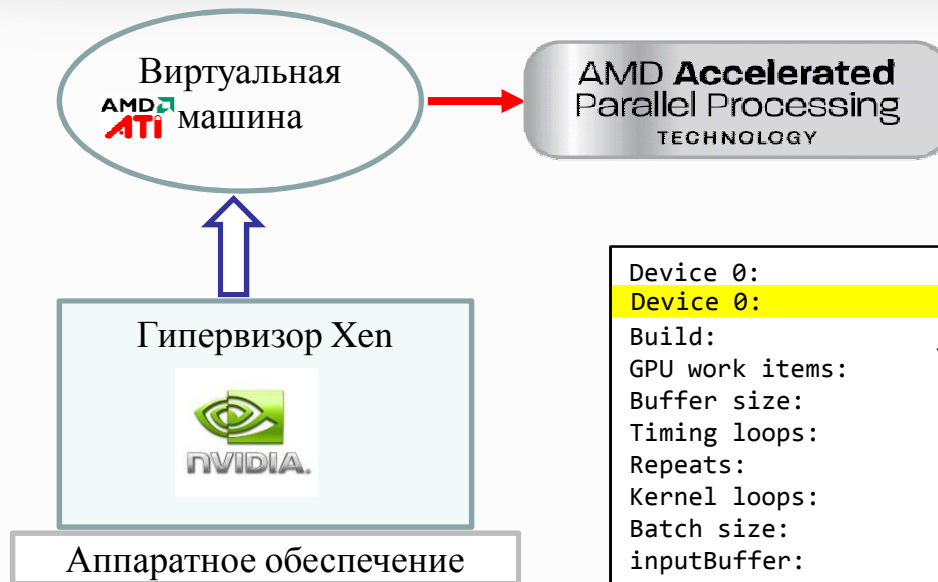 Виртуальная
AMD
ATI машина
AMD Accelerated
Parallel Processing
TECHNOLOGY
Гипервизор Xen
NVIDIA.
Аппаратное обеспечение
Device 0:
Device 0:
Build:
GPU work items:
Buffer size:
Timing loops:
Repeats:
Kernel loops:
Batch size:
inputBuffer: